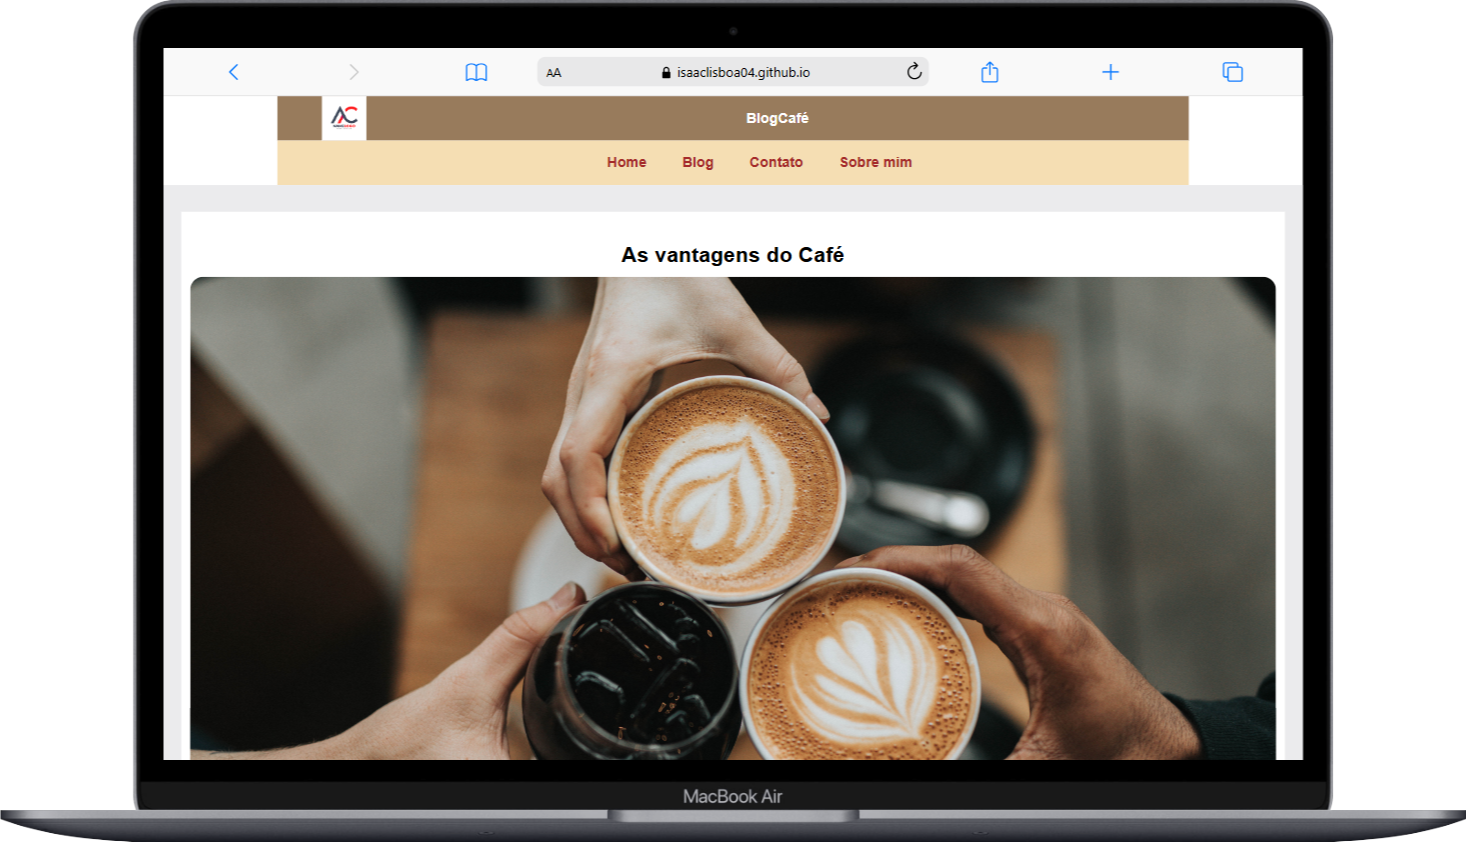 AA
isaaclisboa04.github.io
AC
BlogCafé
Home Blog Contato Sobre mim
As vantagens do Café
MacBook Air